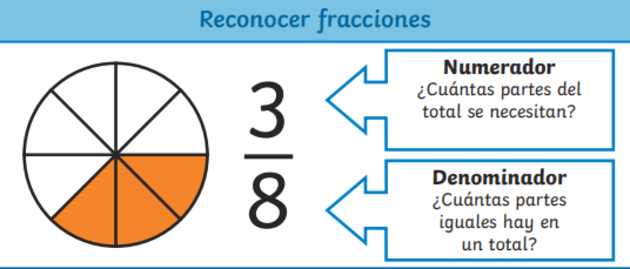 Reconocer fracciones
3
8
Numerador
¿Cuántas partes del
total se necesitan?
Denominador
¿Cuántas partes
iguales hay en
un total?